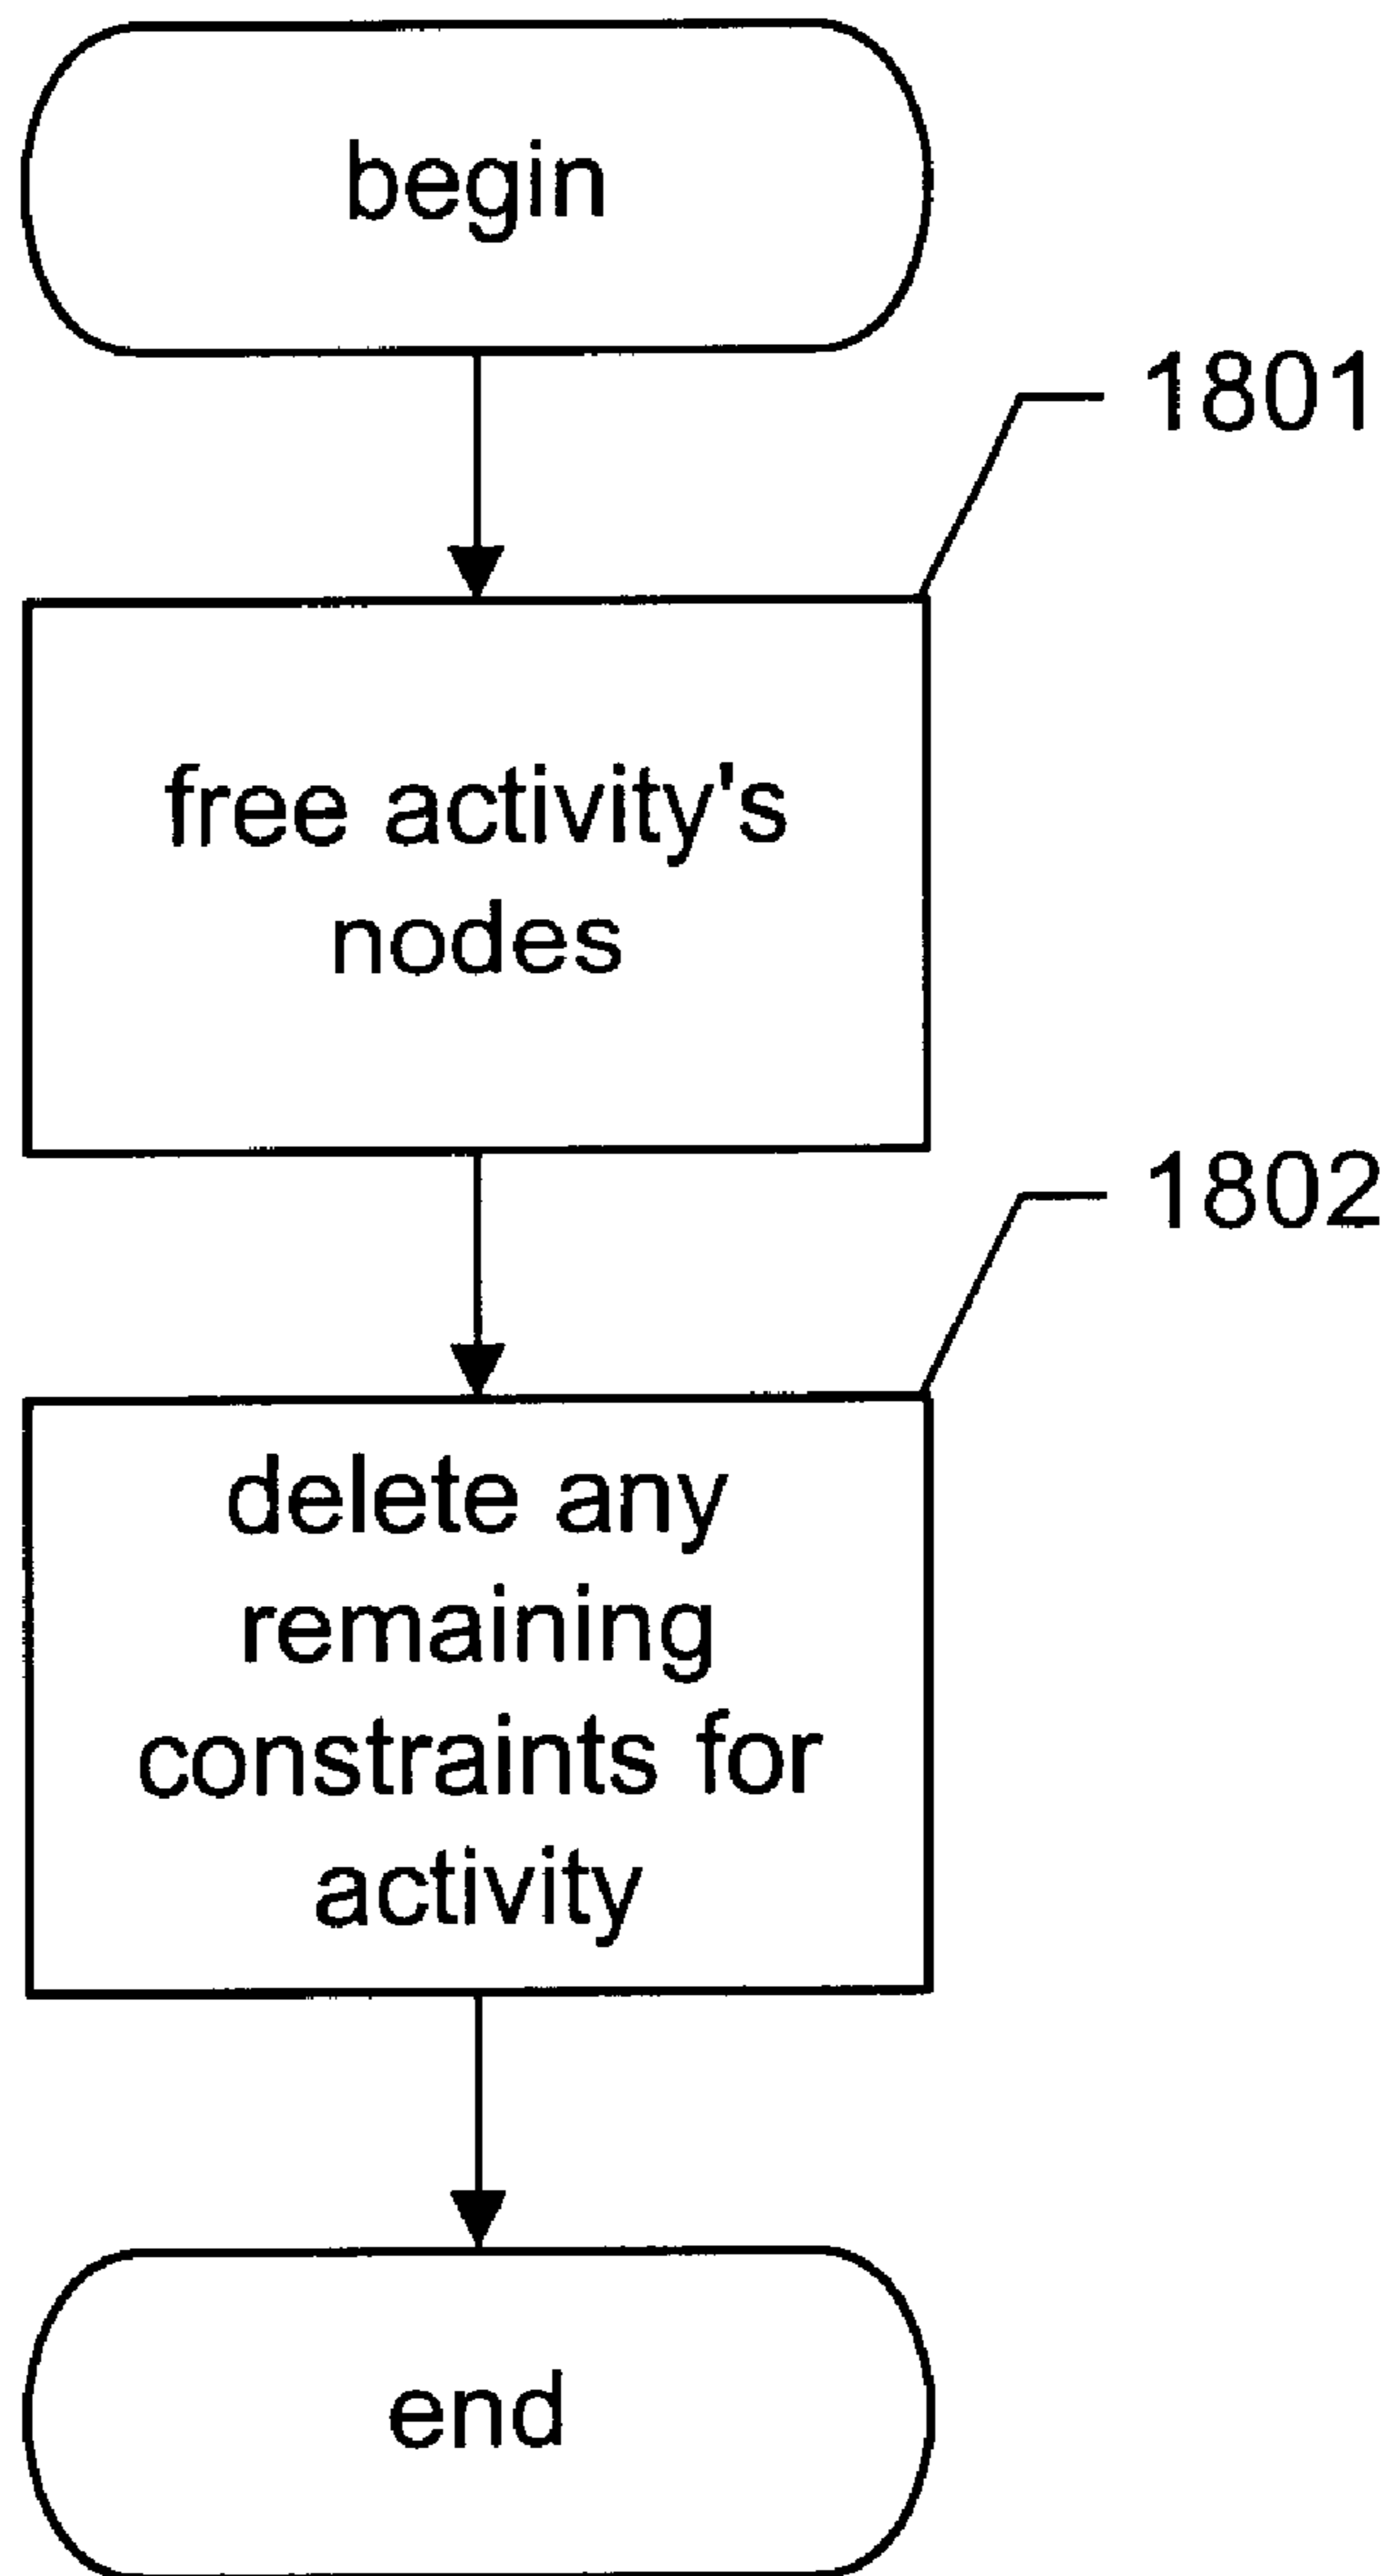 begin
1801
free activity's
nodes
1802
delete any
remaining
constraints for
activity
end